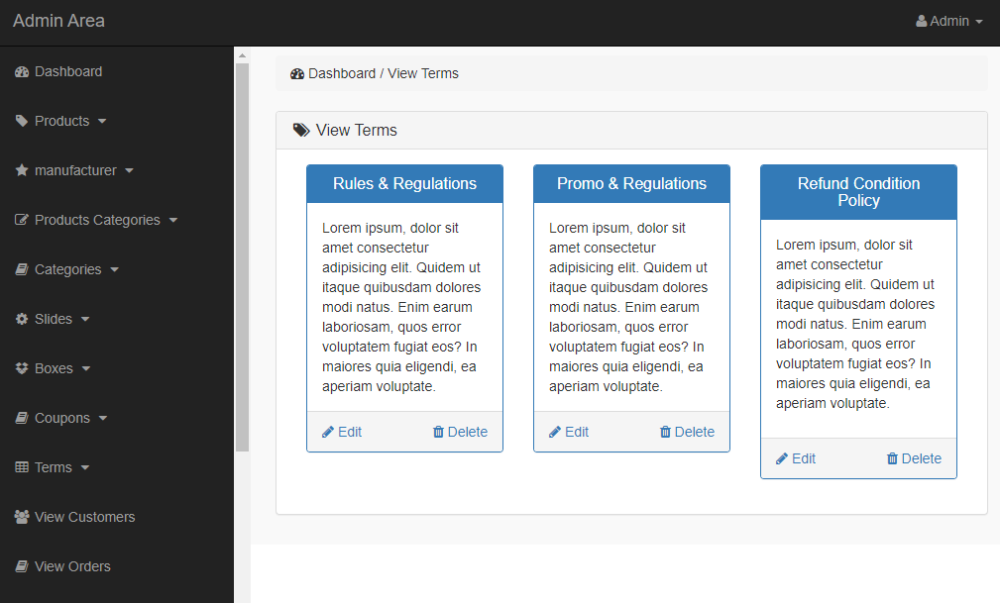 Admin Area
Admin
Dashboard
Products
manufacturer
Products Categories
Categories
Slides
Boxes
Coupons
Terms
View Customers
View Orders
Dashboard / View Terms
View Terms
Rules & Regulations
Lorem ipsum, dolor sit
amet consectetur
adipisicing elit. Quidem ut
itaque quibusdam dolores
modi natus. Enim earum
laboriosam, quos error
voluptatem fugiat eos? In
maiores quia eligendi, ea
aperiam voluptate.
Edit
Delete
Promo & Regulations
Lorem ipsum, dolor sit
amet consectetur
adipisicing elit. Quidem ut
itaque quibusdam dolores
modi natus. Enim earum
laboriosam, quos error
voluptatem fugiat eos? In
maiores quia eligendi, ea
aperiam voluptate.
Edit
Delete
Refund Condition
Policy
Lorem ipsum, dolor sit
amet consectetur
adipisicing elit. Quidem ut
itaque quibusdam dolores
modi natus. Enim earum
laboriosam, quos error
voluptatem fugiat eos? In
maiores quia eligendi, ea
aperiam voluptate.
Edit
Delete